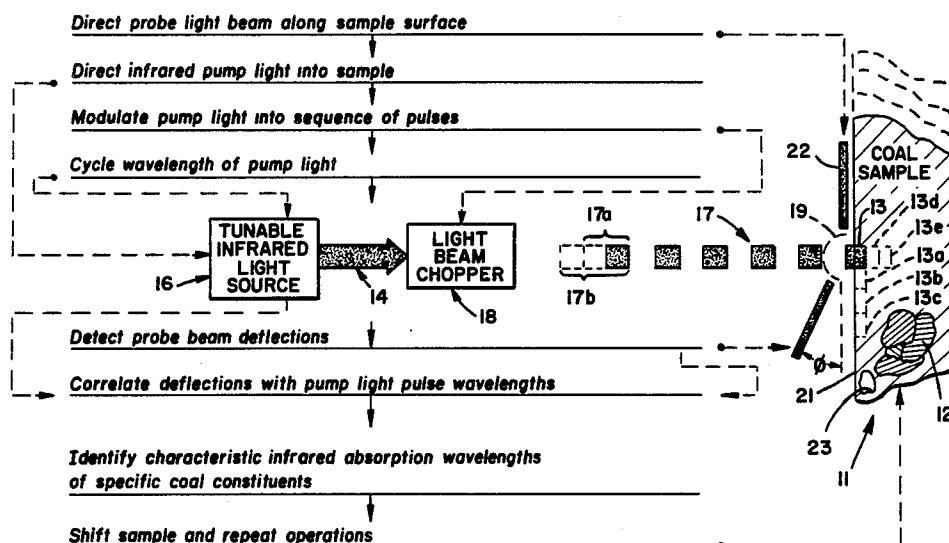 Direct probe light beam along sample surface
Direct infrared pump light into sample
Modulate pump light into sequence of pulses
Cycle wavelength of pump light
22
COAL
SAMPLE
TUNABLE
INFRARED
LIGHT
SOURCE
16
14
LIGHT
BEAM
CHOPPER
18
17a
17b
17
19
13
13d
13e
13a
13b
13c
Detect probe beam deflections
ø
Correlate deflections with pump light pulse wavelengths
21
23
12
11
Identify characteristic infrared absorption wavelengths
of specific coal constituents
Shift sample and repeat operations